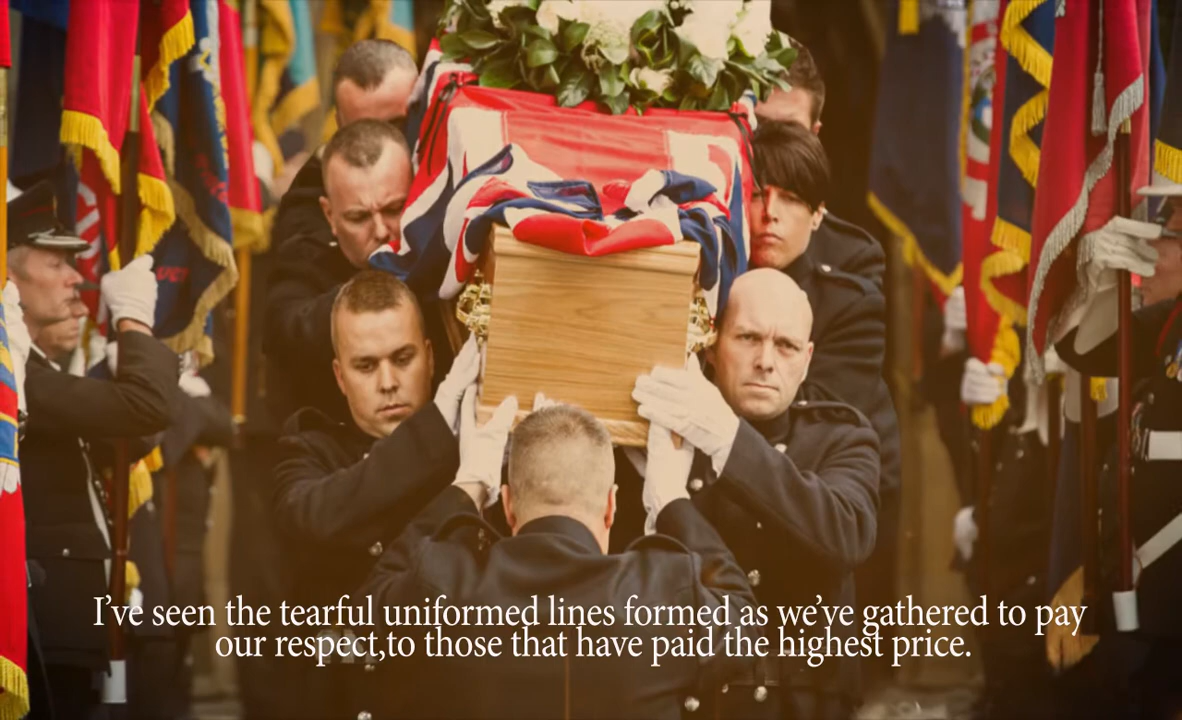 I've seen the tearful uniformed lines formed as we've gathered to pay
our respect,to those that have paid the highest price.